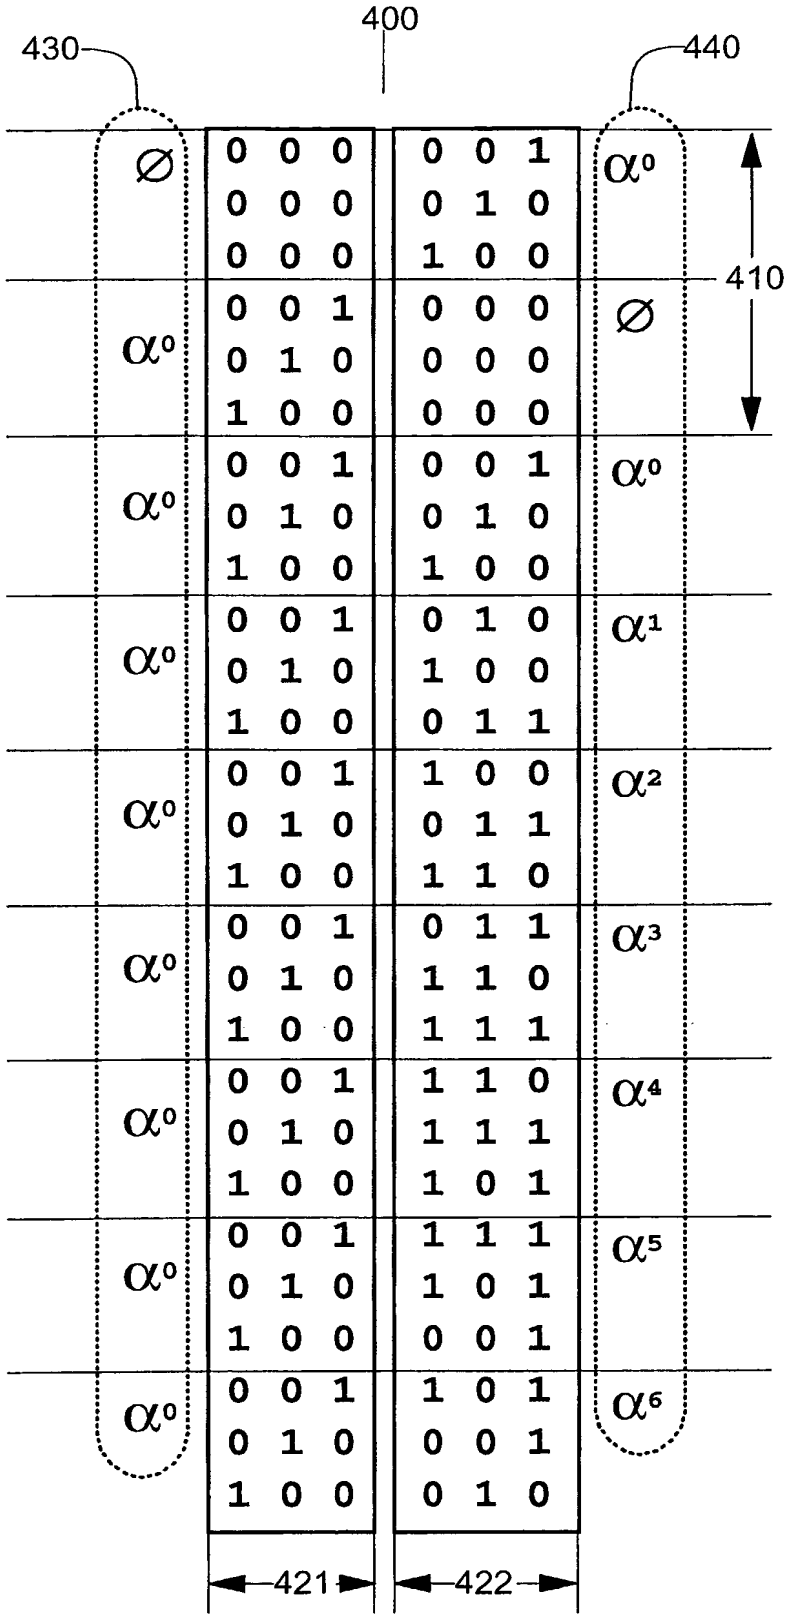 400
430
440
∅ 0 0 0 0 0 1 α⁰
0 0 0 0 1 0
0 0 0 1 0 0
410
0 0 1 0 0 0 ∅
α⁰ 0 1 0 0 0 0
1 0 0 0 0 0
0 0 1 0 0 1 α⁰
α⁰ 0 1 0 0 1 0
1 0 0 1 0 0
0 0 1 0 1 0 α¹
α⁰ 0 1 0 1 0 0
1 0 0 0 1 1
0 0 1 1 0 0 α²
α⁰ 0 1 0 0 1 1
1 0 0 1 1 0
0 0 1 0 1 1 α³
α⁰ 0 1 0 1 1 0
1 0 0 1 1 1
0 0 1 1 1 0 α⁴
α⁰ 0 1 0 1 1 1
1 0 0 1 0 1
0 0 1 1 1 1 α⁵
α⁰ 0 1 0 1 0 1
1 0 0 0 0 1
0 0 1 1 0 1 α⁶
α⁰ 0 1 0 0 0 1
1 0 0 0 1 0
421 422